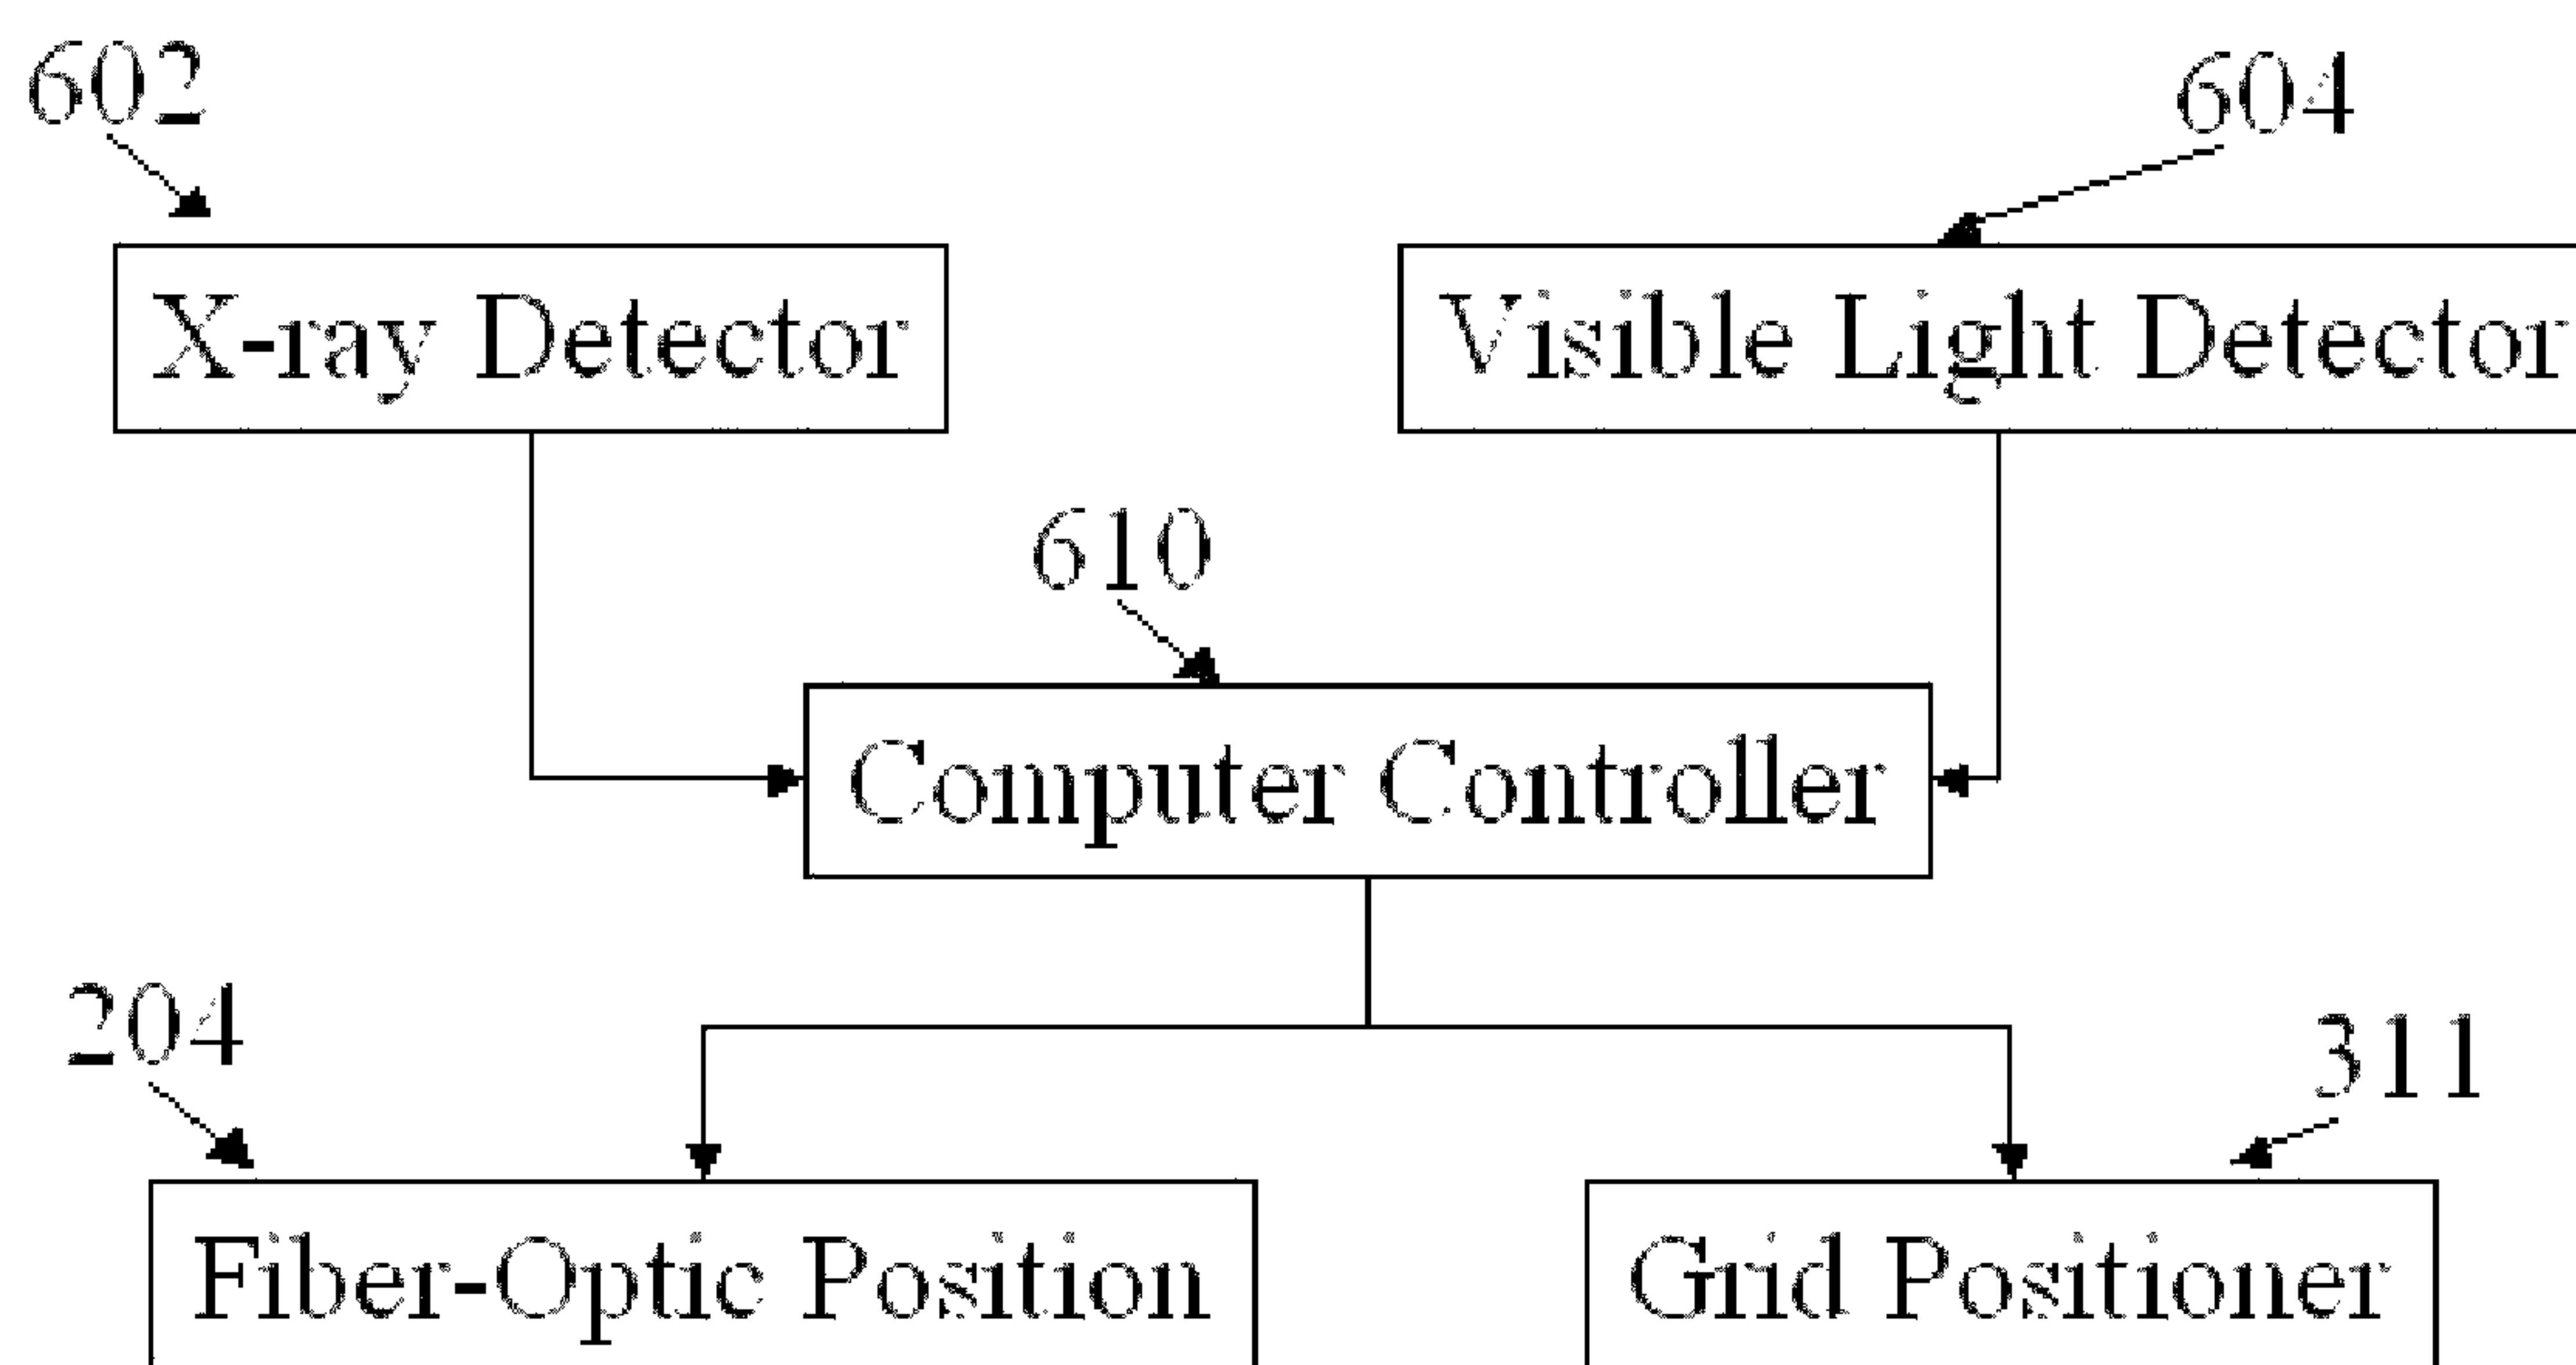 602
604
X-ray Detector
Visible Light Detector
610
Computer Controller
204
311
Fiber-Optic Position
Grid Positioner